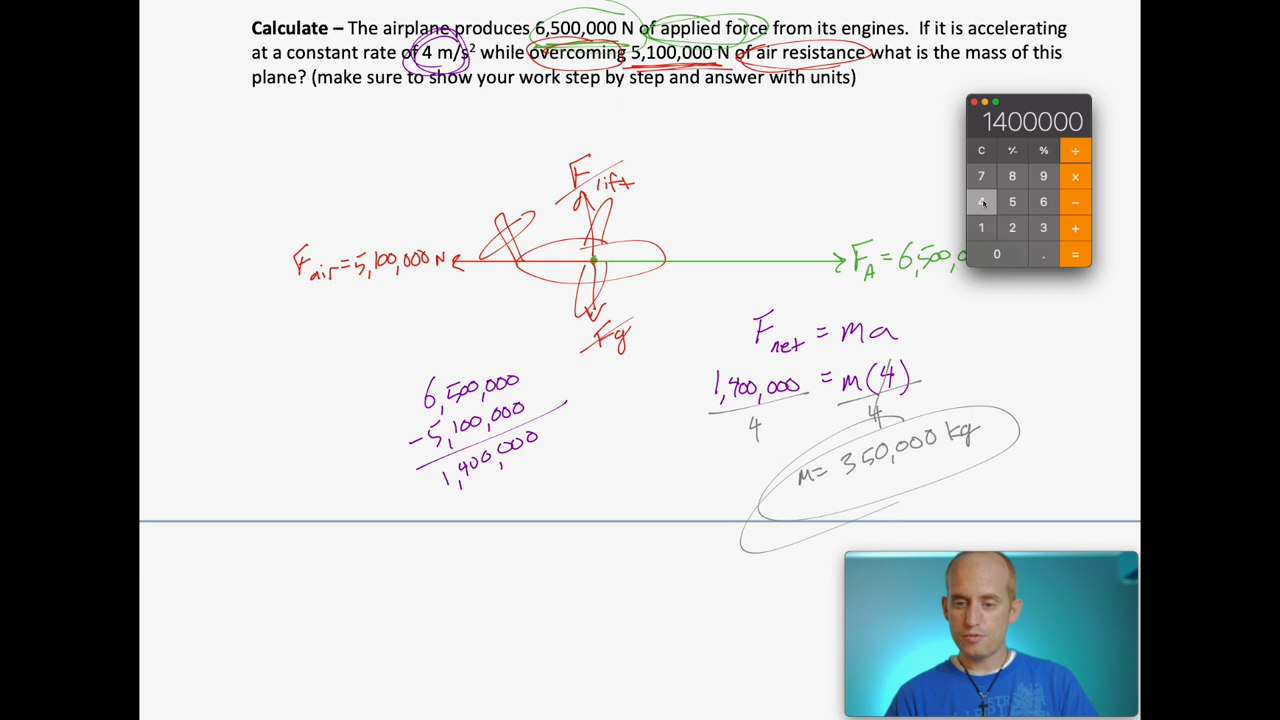 Calculate – The airplane produces 6,500,000 N of applied force from its engines. If it is accelerating
at a constant rate of 4 m/s² while overcoming 5,100,000 N of air resistance what is the mass of this
plane? (make sure to show your work step by step and answer with units)
1400000
C +/- % ÷
7 8 9 x
4 5 6 −
1 2 3 +
0 . =
F lift
F air = 5,100,000 N
F A = 6,500,0
Fg
F net = ma
1,400,000 = m(4)
4 4
m = 350,000 kg
6,500,000
- 5,100,000
1,400,000